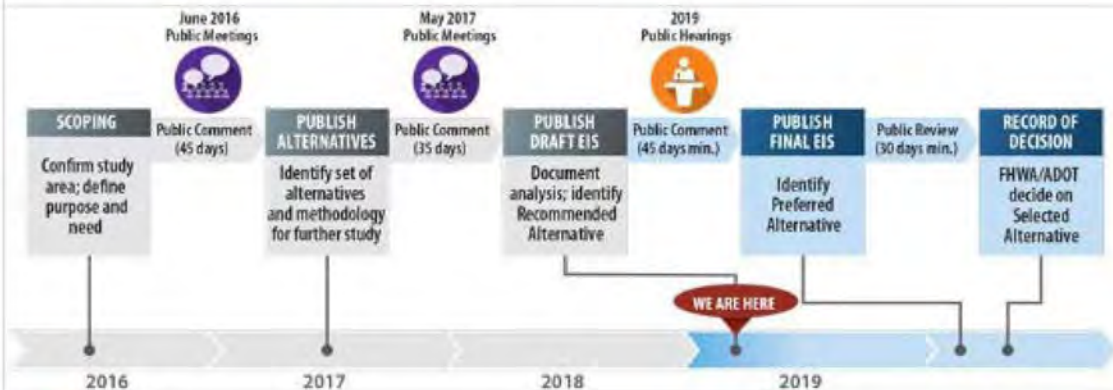 June 2016
Public Meetings
May 2017
Public Meetings
2019
Public Hearings
SCOPING
Confirm study
area; define
purpose and
need
Public Comment
(45 days)
PUBLISH
ALTERNATIVES
Identify set of
alternatives
and methodology
for further study
Public Comment
(35 days)
PUBLISH
DRAFT EIS
Document
analysis; identify
Recommended
Alternative
Public Comment
(45 days min.)
PUBLISH
FINAL EIS
Identify
Preferred
Alternative
Public Review
(30 days min.)
RECORD OF
DECISION
FHWA/ADOT
decide on
Selected
Alternative
WE ARE HERE
2016
2017
2018
2019